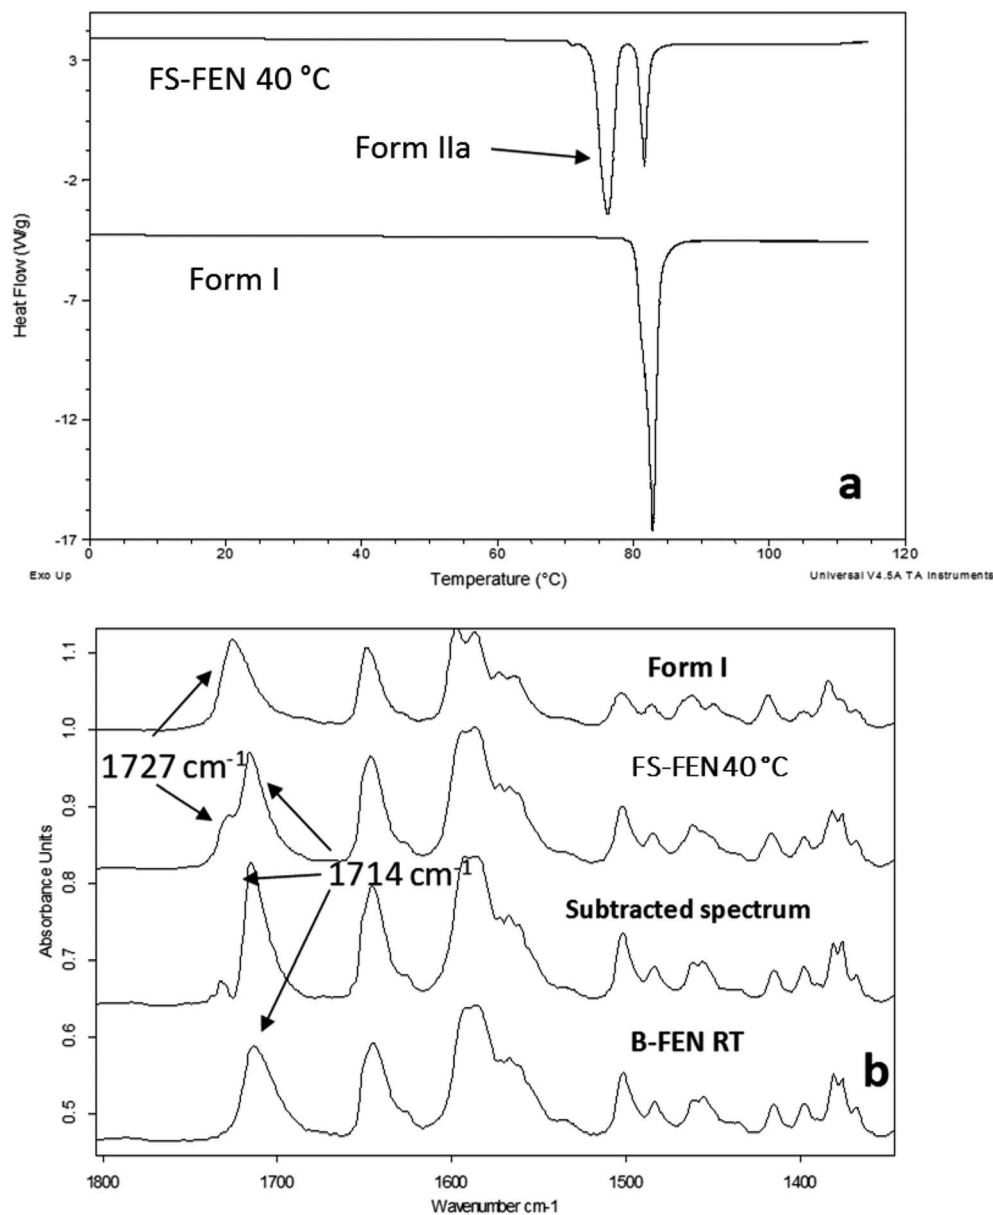 3
FS-FEN 40 °C
Form IIa
-2
Heat Flow (W/g)
Form I
-7
-12
a
-17
0 20 40 60 80 100 120
Exo Up
Temperature (°C)
Universal V4.5A TA Instruments
1.1
Form I
1.0
1727 cm-1
FS-FEN 40 °C
0.9
Absorbance Units
1714 cm-1
0.8
Subtracted spectrum
0.7
0.6
B-FEN RT
b
0.5
1800 1700 1600 1500 1400
Wavenumber cm-1